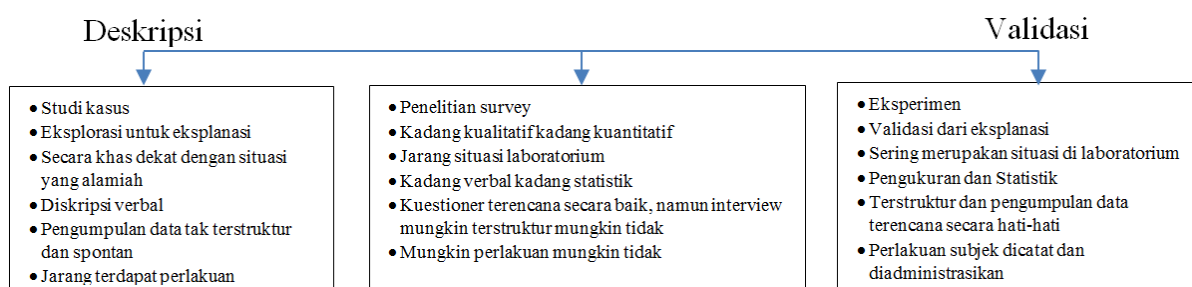 Deskripsi
Validasi
• Studi kasus
• Eksplorasi untuk eksplanasi
• Secara khas dekat dengan situasi
yang alamiah
• Diskripsi verbal
• Pengumpulan data tak terstruktur
dan spontan
• Jarang terdapat perlakuan
• Penelitian survey
• Kadang kualitatif kadang kuantitatif
• Jarang situasi laboratorium
• Kadang verbal kadang statistik
• Kuestioner terencana secara baik, namun interview
mungkin terstruktur mungkin tidak
• Mungkin perlakuan mungkin tidak
• Eksperimen
• Validasi dari eksplanasi
• Sering merupakan situasi di laboratorium
• Pengukuran dan Statistik
• Terstruktur dan pengumpulan data
terencana secara hati-hati
• Perlakuan subjek dicatat dan
diadministrasikan